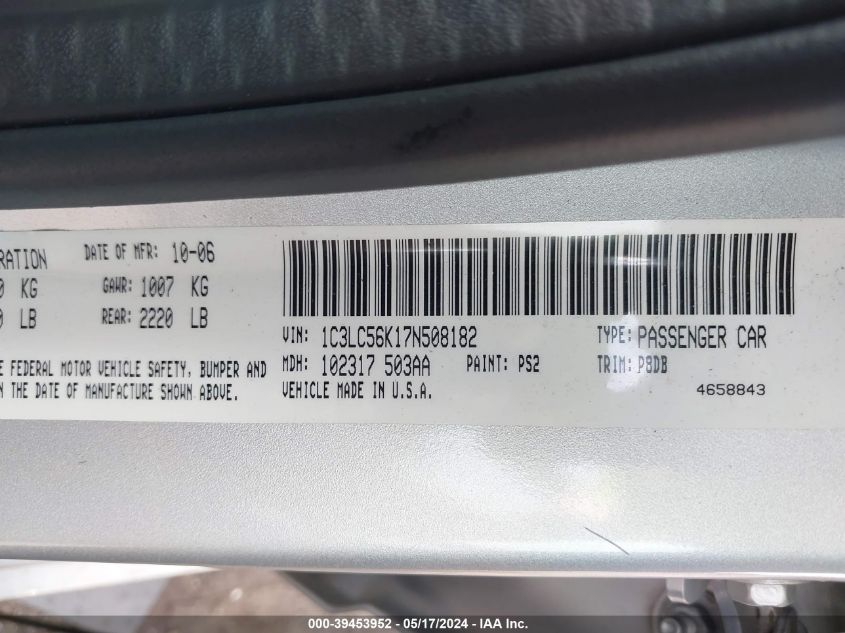 RATION DATE OF MFR: 10-06
0 KG GAWR: 1007 KG
0 LB REAR: 2220 LB
E FEDERAL MOTOR VEHICLE SAFETY, BUMPER AND
N THE DATE OF MANUFACTURE SHOWN ABOVE.
VIN: 1C3LC56K17N508182 TYPE: PASSENGER CAR
MDH: 102317 503AA PAINT: PS2 TRIM: P8DB
VEHICLE MADE IN U.S.A. 4658843
000-39453952 - 05/17/2024 - IAA Inc.